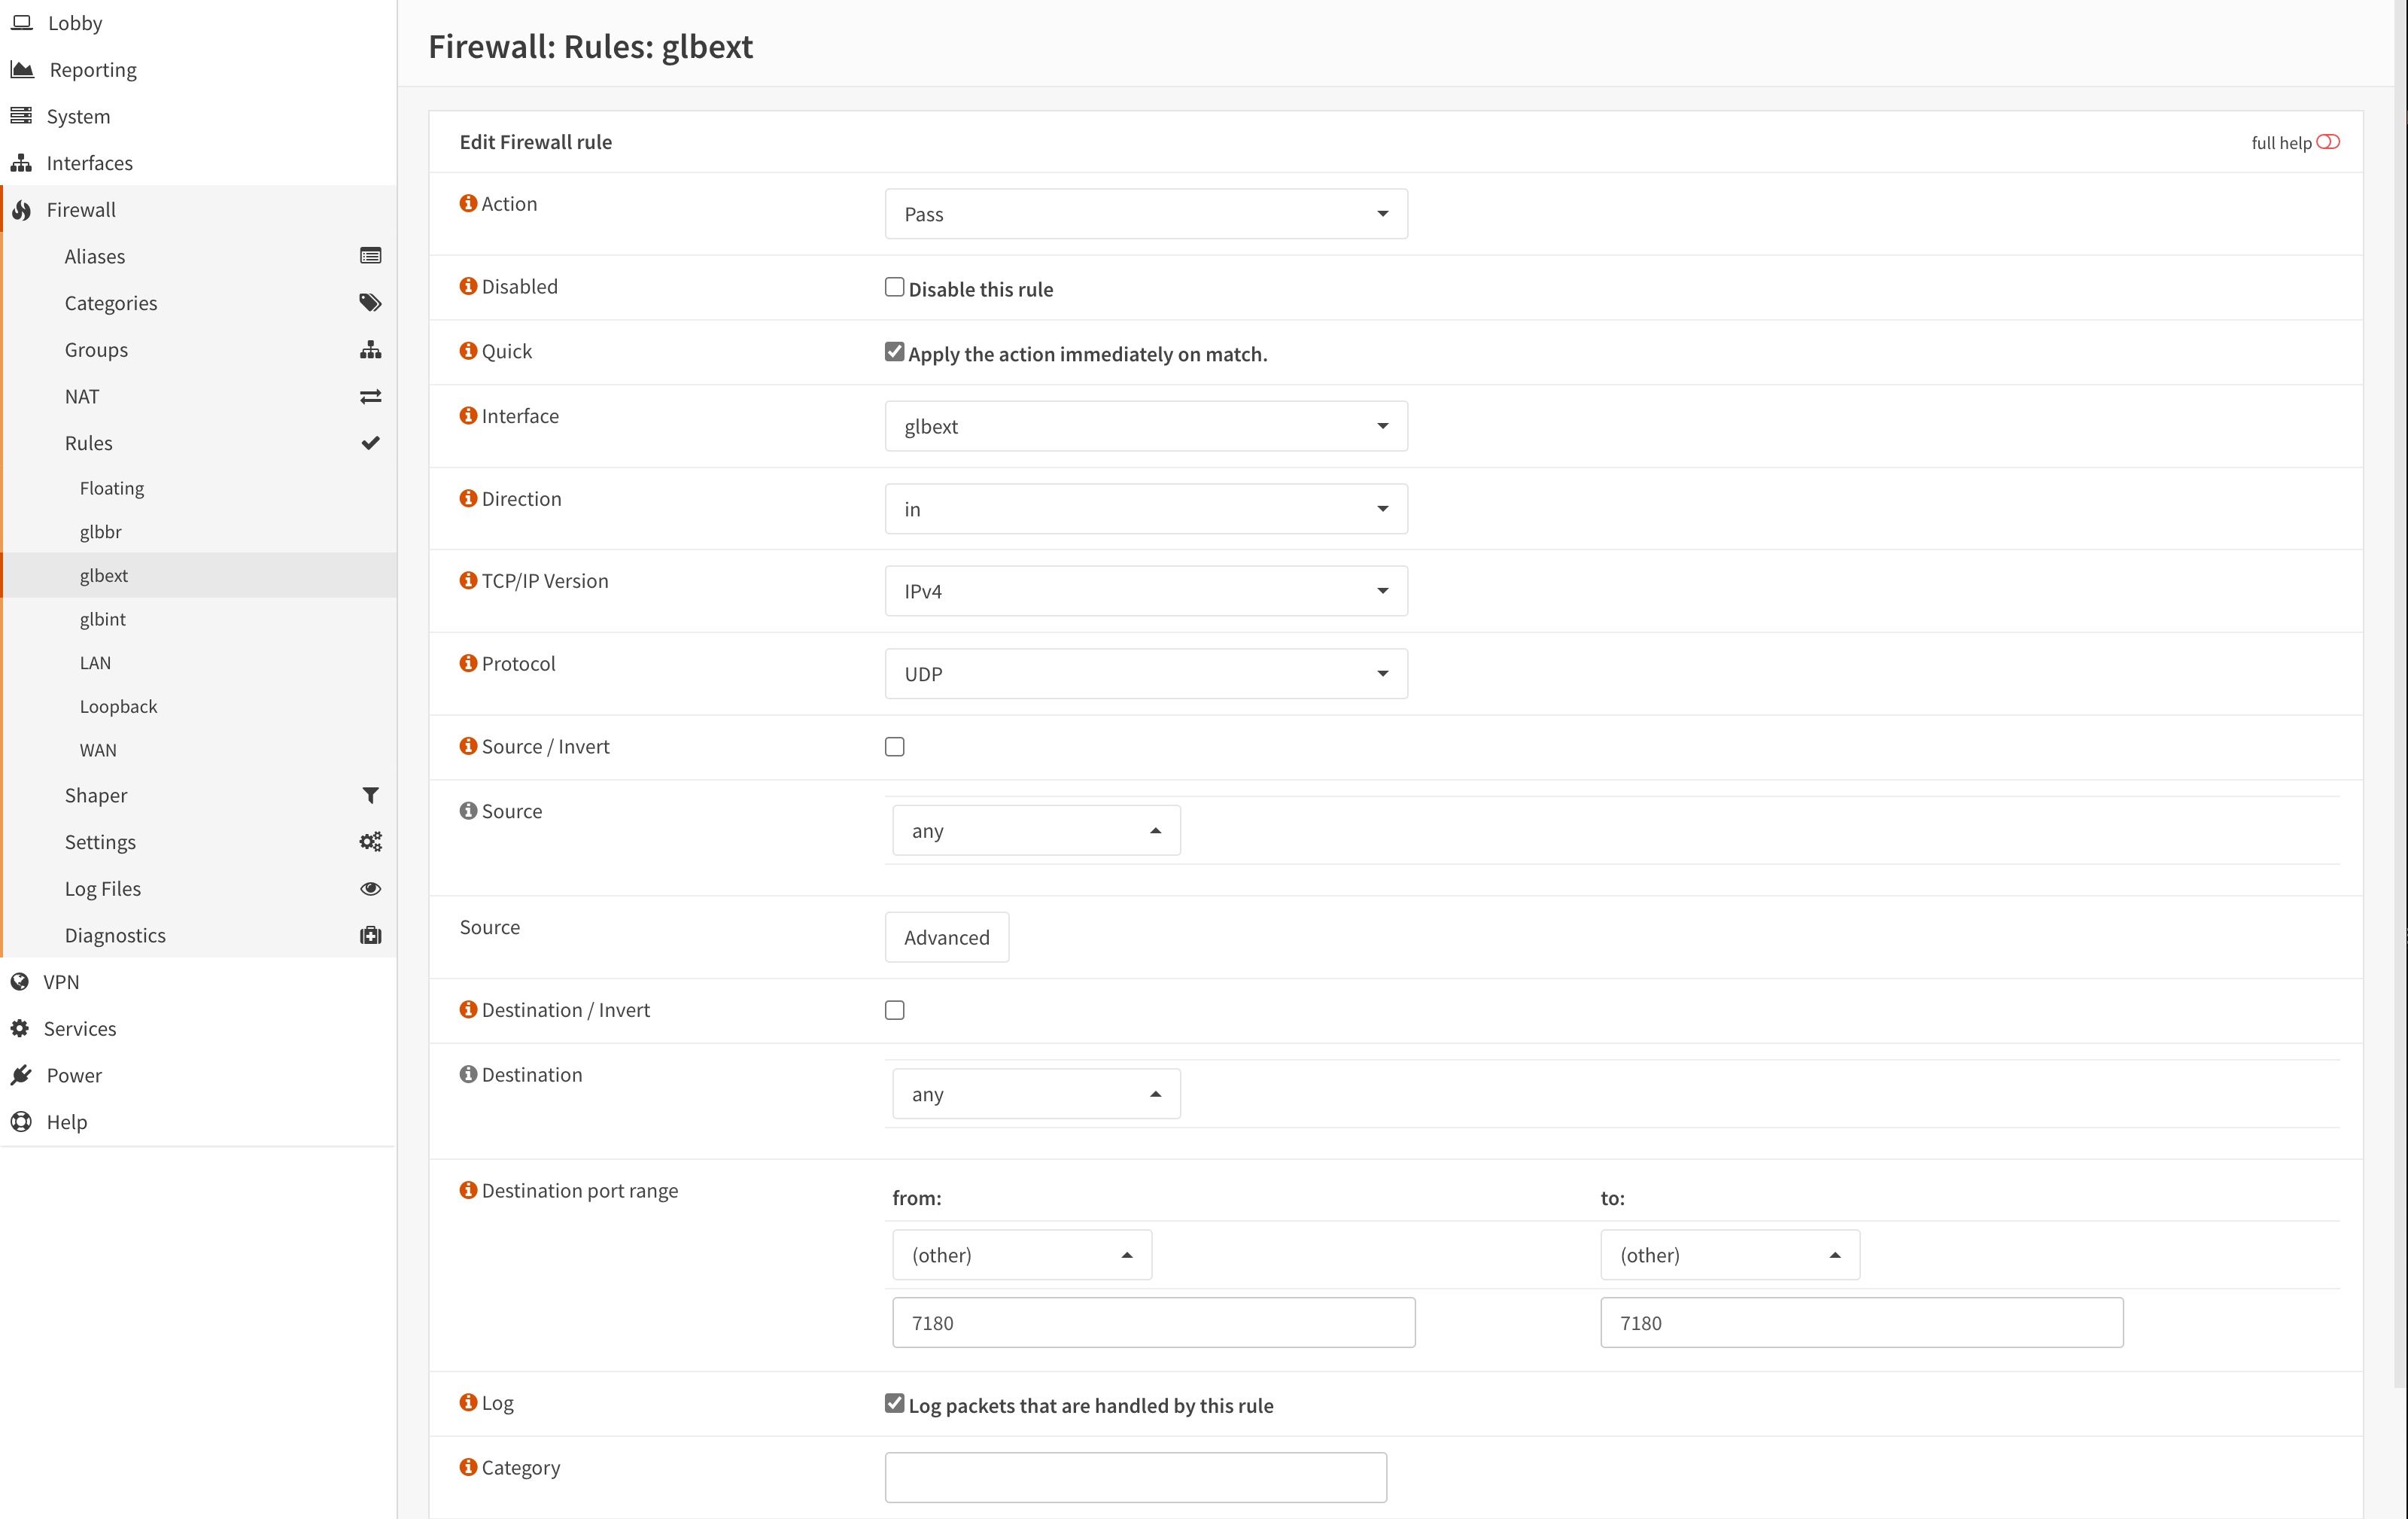 Lobby
Reporting
System
Interfaces
Firewall
Aliases
Categories
Groups
NAT
Rules
Floating
glbbr
glbext
glbint
LAN
Loopback
WAN
Shaper
Settings
Log Files
Diagnostics
VPN
Services
Power
Help
Firewall: Rules: glbext
Edit Firewall rule
full help
Action
Pass
Disabled
Disable this rule
Quick
Apply the action immediately on match.
Interface
glbext
Direction
in
TCP/IP Version
IPv4
Protocol
UDP
Source / Invert
Source
any
Source
Advanced
Destination / Invert
Destination
any
Destination port range
from:
to:
(other)
(other)
7180
7180
Log
Log packets that are handled by this rule
Category